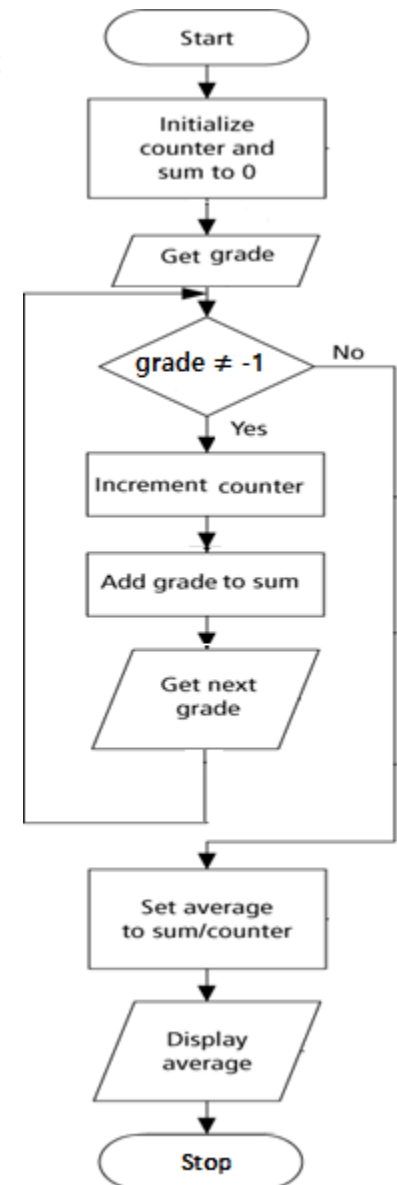 Start
Initialize
counter and
sum to 0
Get grade
grade ≠ -1
No
Yes
Increment counter
Add grade to sum
Get next
grade
Set average
to sum/counter
Display
average
Stop